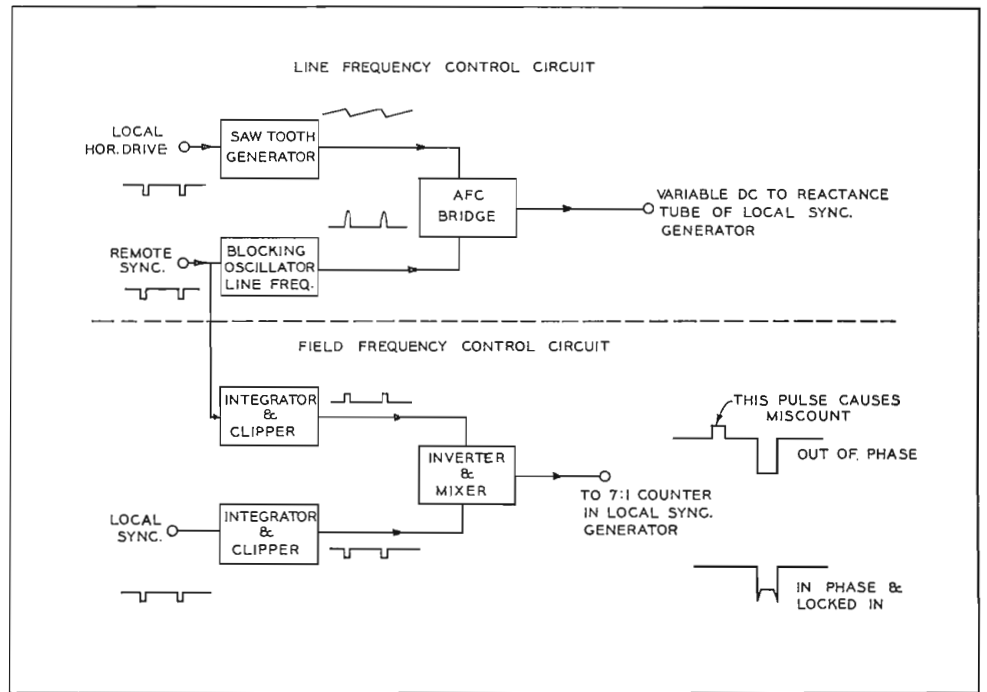 LINE FREQUENCY CONTROL CIRCUIT
LOCAL
HOR. DRIVE
SAW TOOTH
GENERATOR
AFC
BRIDGE
VARIABLE DC TO REACTANCE
TUBE OF LOCAL SYNC.
GENERATOR
REMOTE
SYNC.
BLOCKING
OSCILLATOR
LINE FREQ.
FIELD FREQUENCY CONTROL CIRCUIT
INTEGRATOR
&
CLIPPER
THIS PULSE CAUSES
MISCOUNT
OUT OF. PHASE
INVERTER
&
MIXER
TO 7:1 COUNTER
IN LOCAL SYNC.
GENERATOR
LOCAL
SYNC.
INTEGRATOR
&
CLIPPER
IN PHASE &
LOCKED IN